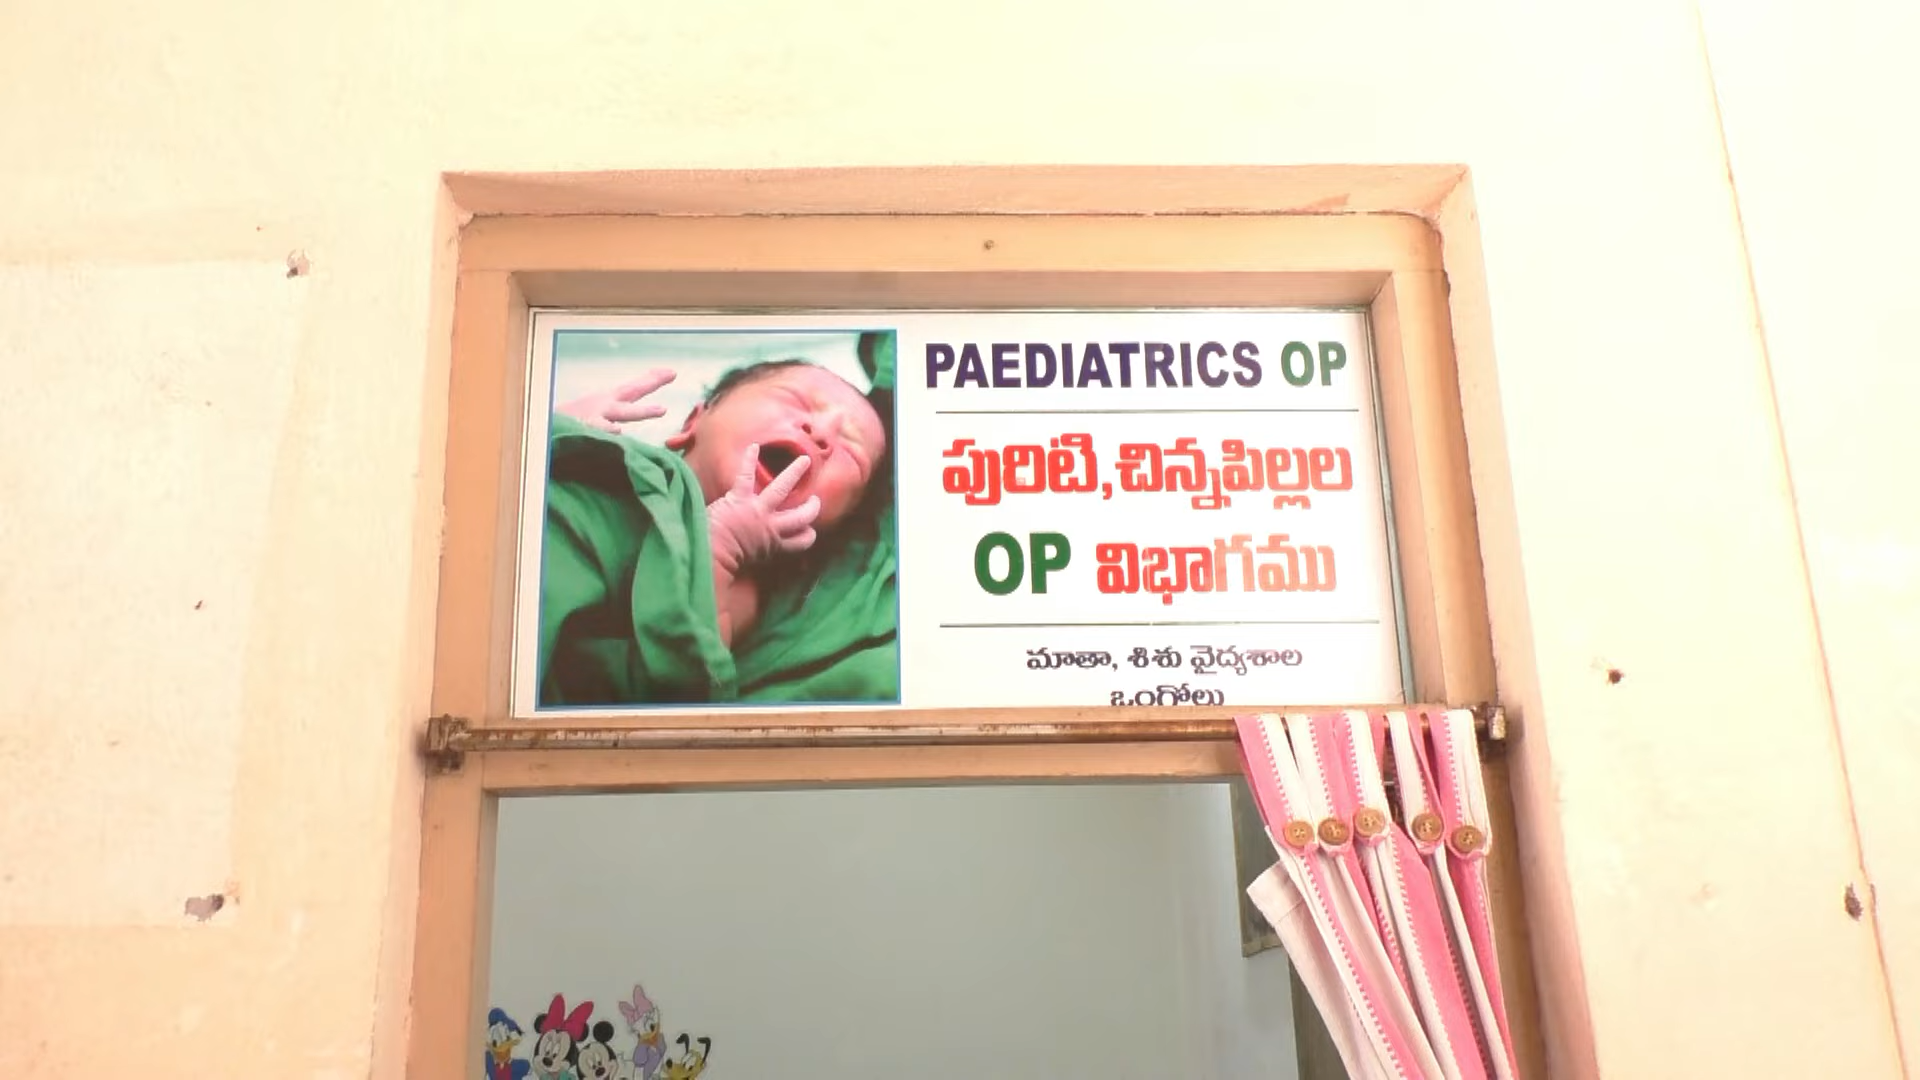 PAEDIATRICS OP
పురిటి,చిన్నపిల్లల
OP విభాగము
మాతా, శిశు వైద్యశాల
ఒంగోలు